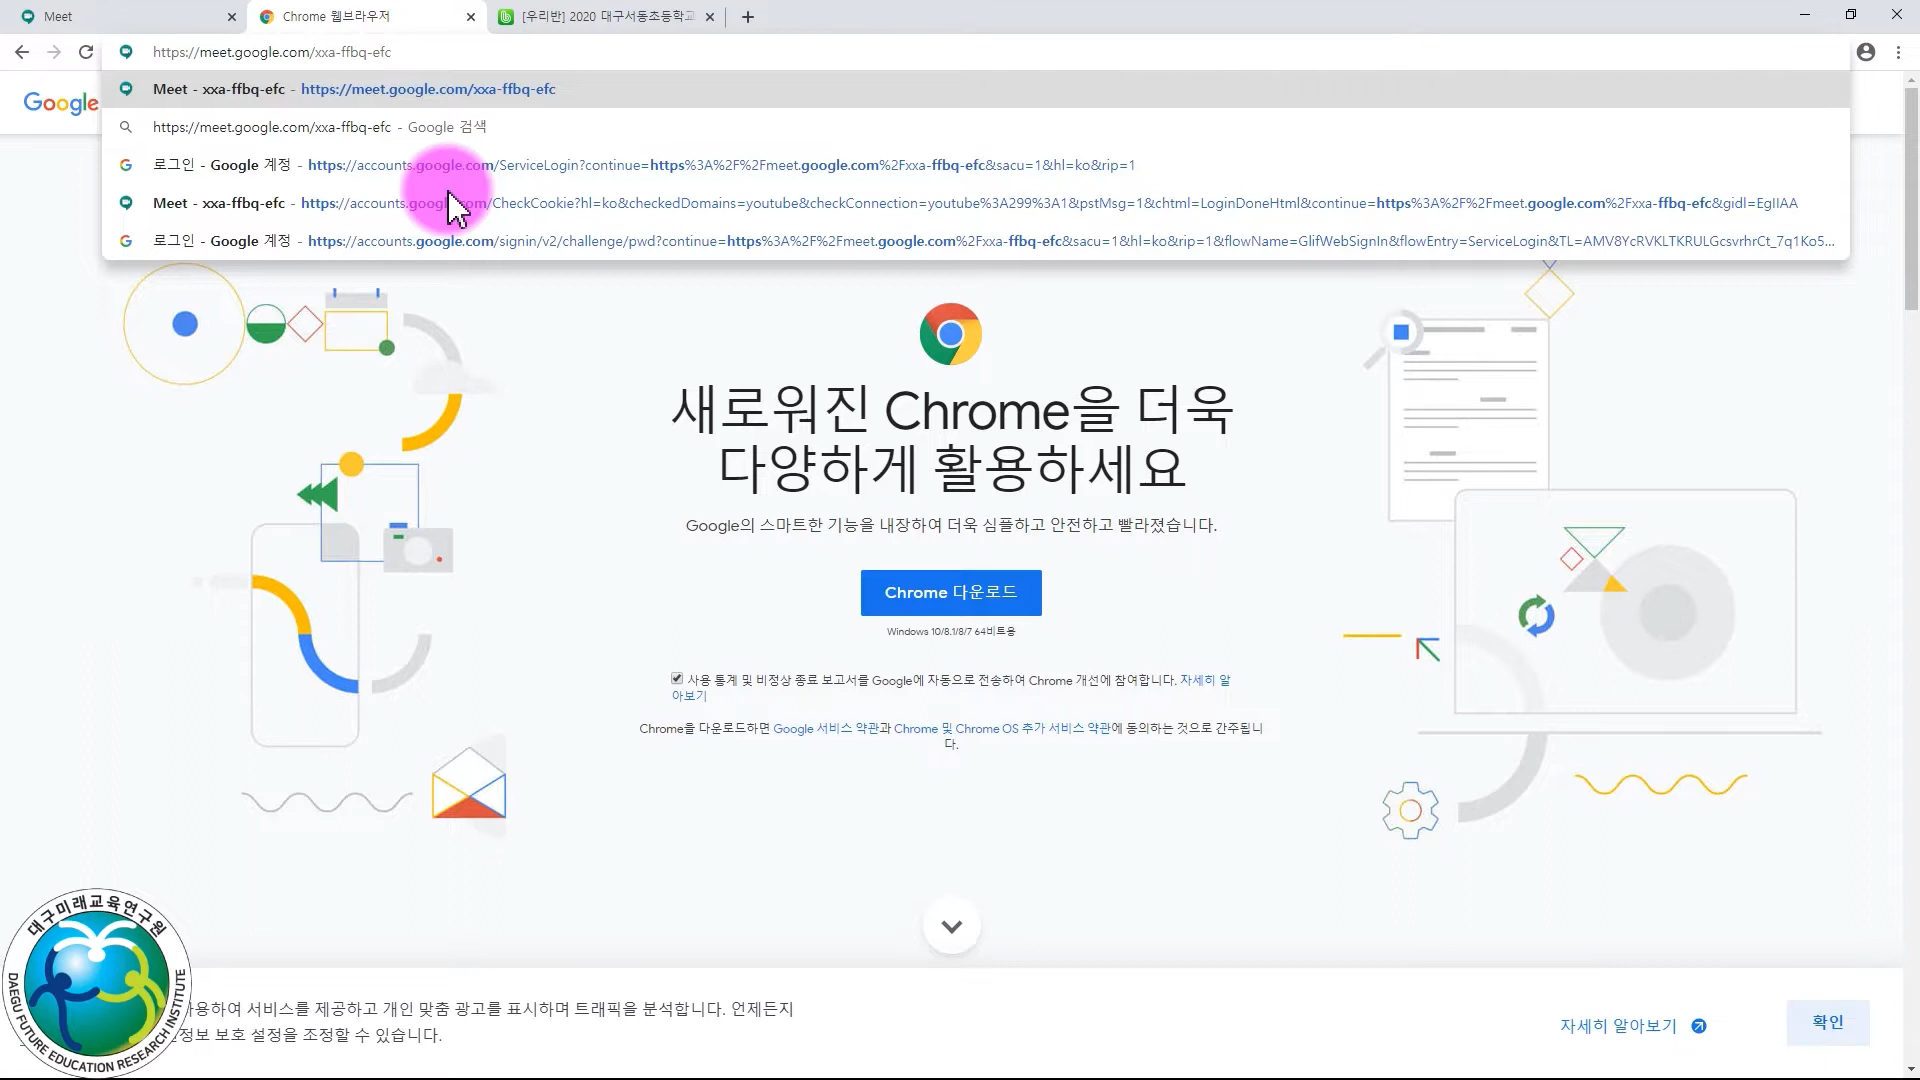 Meet
Chrome 웹브라우저
[우리반] 2020 대구서동초등학교
https://meet.google.com/xxa-ffbq-efc
Meet - xxa-ffbq-efc - https://meet.google.com/xxa-ffbq-efc
https://meet.google.com/xxa-ffbq-efc - Google 검색
로그인 - Google 계정 - https://accounts.google.com/ServiceLogin?continue=https%3A%2F%2Fmeet.google.com%2Fxxa-ffbq-efc&sacu=1&hl=ko&rip=1
Meet - xxa-ffbq-efc - https://accounts.google.com/CheckCookie?hl=ko&checkedDomains=youtube&checkConnection=youtube%3A299%3A1&pstMsg=1&chtml=LoginDoneHtml&continue=https%3A%2F%2Fmeet.google.com%2Fxxa-ffbq-efc&gidl=EgIIAA
로그인 - Google 계정 - https://accounts.google.com/signin/v2/challenge/pwd?continue=https%3A%2F%2Fmeet.google.com%2Fxxa-ffbq-efc&sacu=1&hl=ko&rip=1&flowName=GlifWebSignIn&flowEntry=ServiceLogin&TL=AMV8YcRVKLTKRULGcsvrhrCt_7q1Ko5...
Google
새로워진 Chrome을 더욱
다양하게 활용하세요
Google의 스마트한 기능을 내장하여 더욱 심플하고 안전하고 빨라졌습니다.
Chrome 다운로드
Windows 10/8.1/8/7 64비트용
사용 통계 및 비정상 종료 보고서를 Google에 자동으로 전송하여 Chrome 개선에 참여합니다. 자세히 알
아보기
Chrome을 다운로드하면 Google 서비스 약관과 Chrome 및 Chrome OS 추가 서비스 약관에 동의하는 것으로 간주됩니
다.
사용하여 서비스를 제공하고 개인 맞춤 광고를 표시하며 트래픽을 분석합니다. 언제든지
정보 보호 설정을 조정할 수 있습니다.
자세히 알아보기
확인
대구미래교육연구원
DAEGU FUTURE EDUCATION RESEARCH INSTITUTE